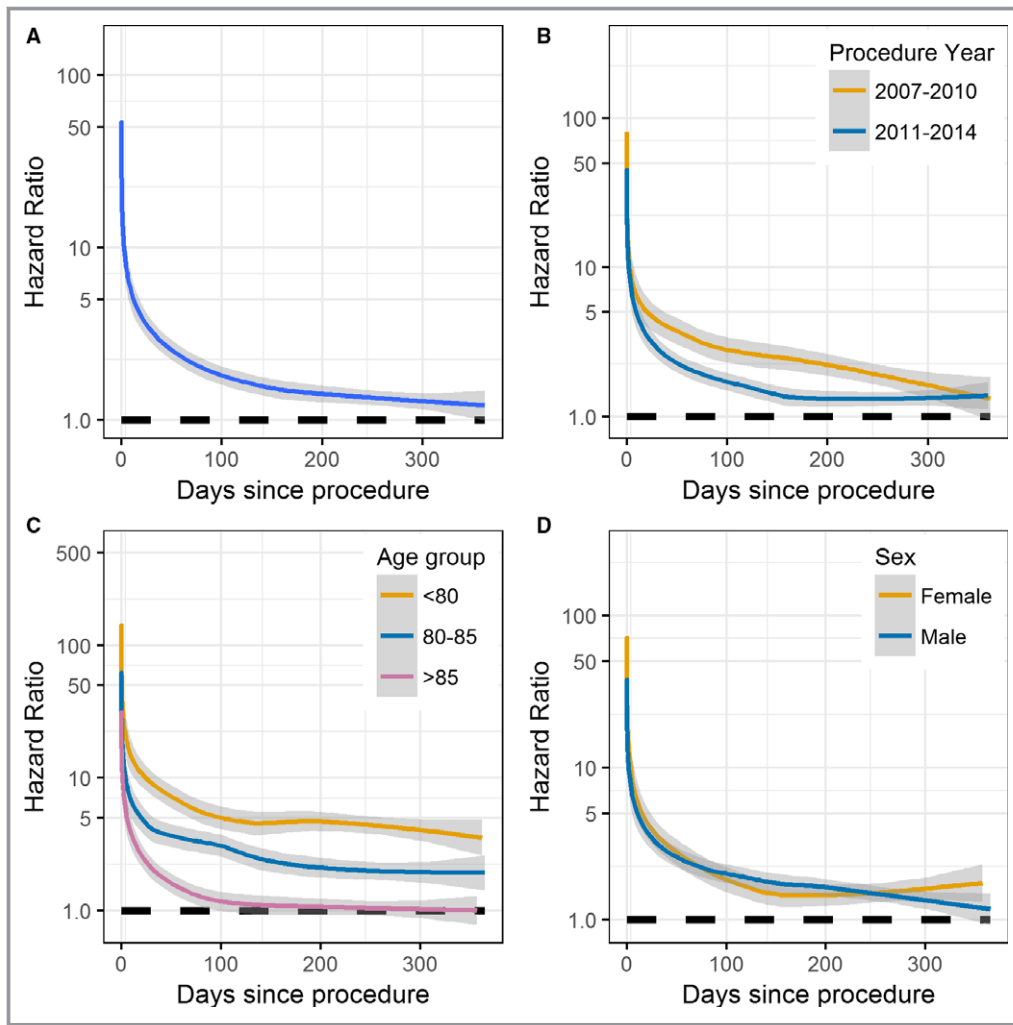 A
100
50
10
5
1.0
0 100 200 300
Hazard Ratio
Days since procedure
B
Procedure Year
2007-2010
2011-2014
100
50
10
5
1.0
0 100 200 300
Hazard Ratio
Days since procedure
C
Age group
<80
80-85
>85
500
100
50
10
5
1.0
0 100 200 300
Hazard Ratio
Days since procedure
D
Sex
Female
Male
100
50
10
5
1.0
0 100 200 300
Hazard Ratio
Days since procedure